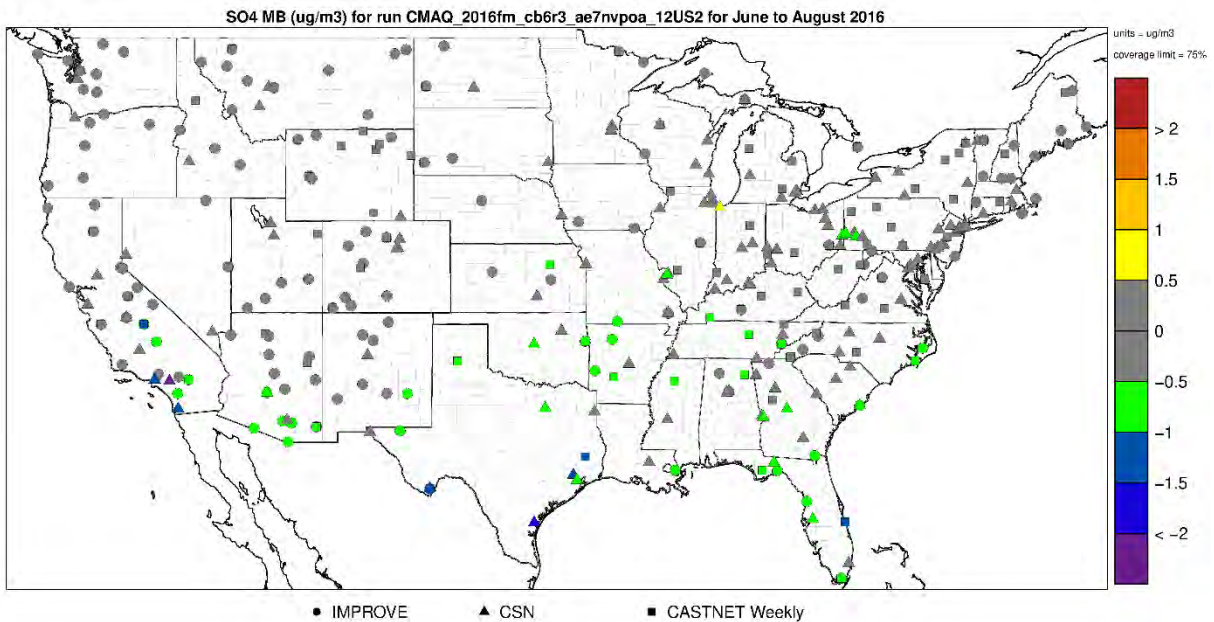 SO4 MB (ug/m3) for run CMAQ_2016fm_cb6r3_ae7nvpoa_12US2 for June to August 2016
units = ug/m3
coverage limit = 75%
> 2
1.5
1
0.5
0
−0.5
−1
−1.5
< −2
IMPROVE
CSN
CASTNET Weekly